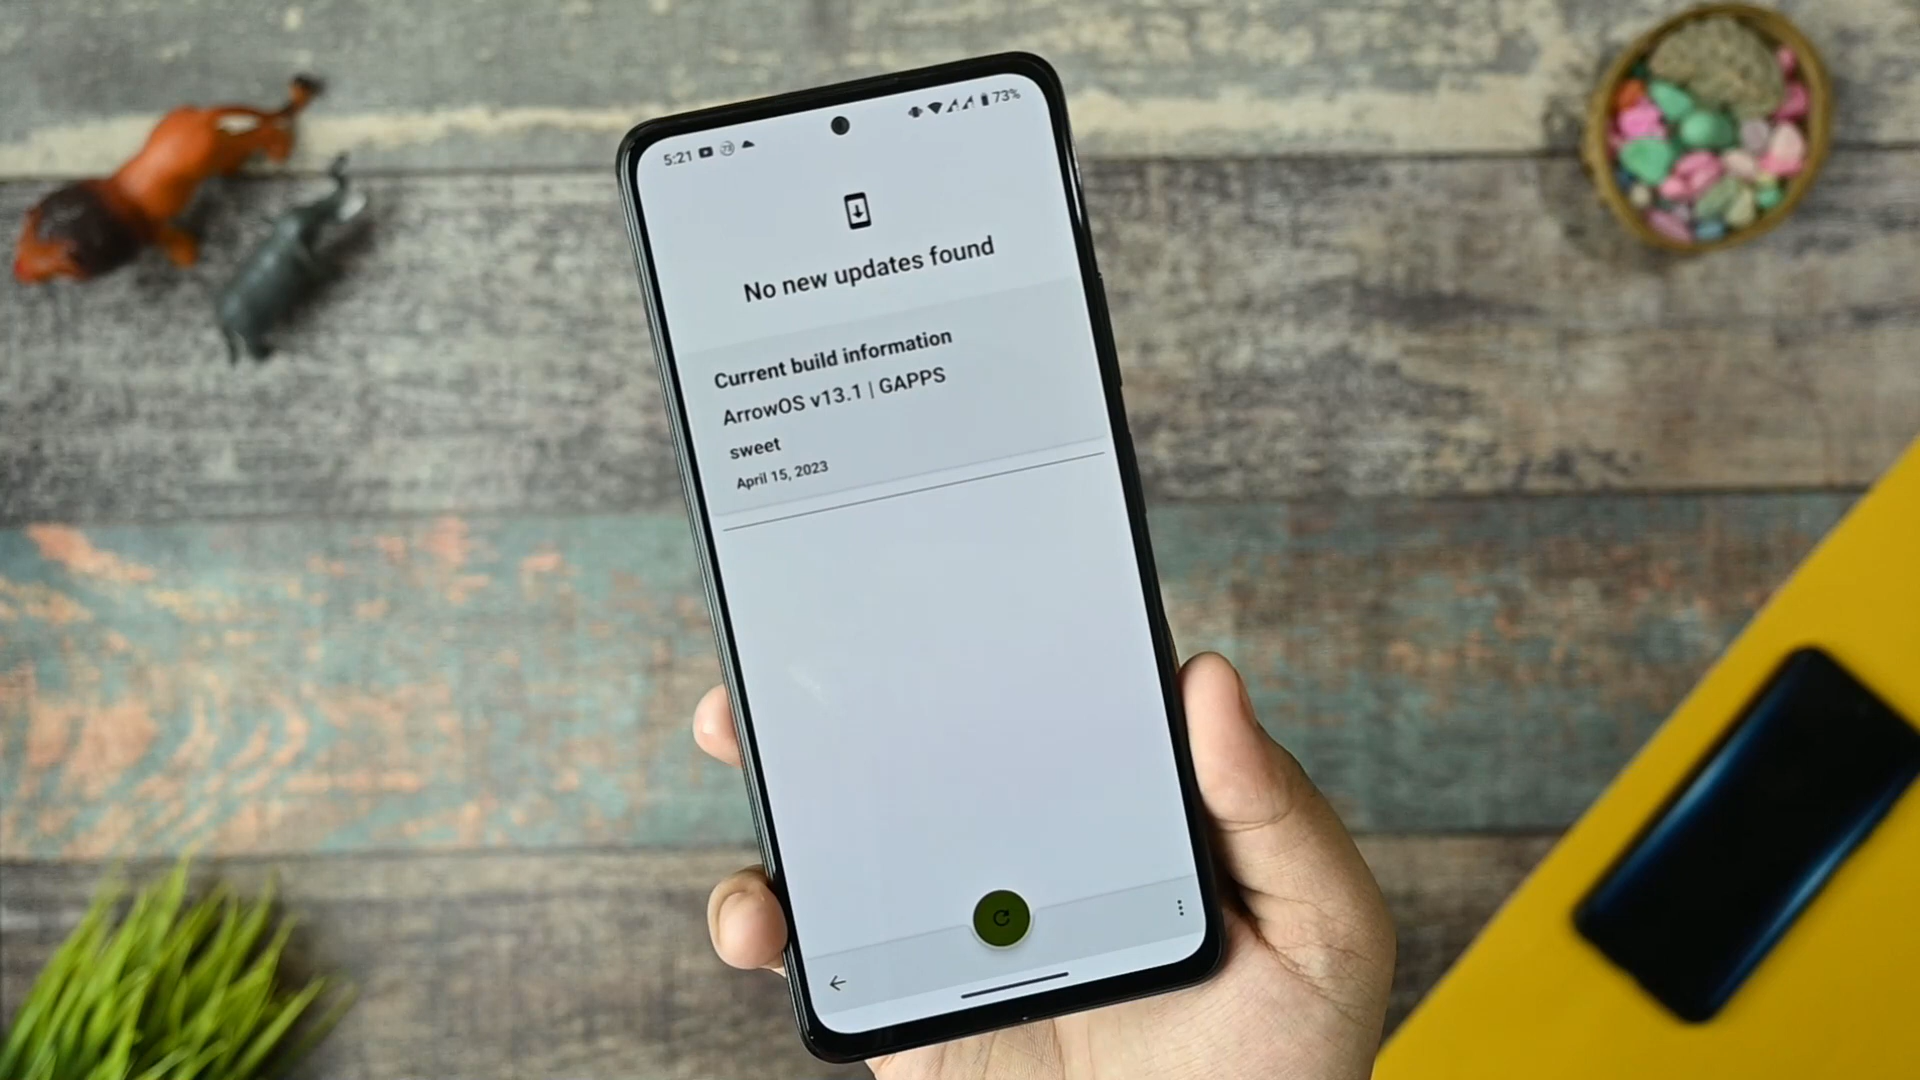 5:21
73%
No new updates found
Current build information
ArrowOS v13.1 | GAPPS
sweet
April 15, 2023